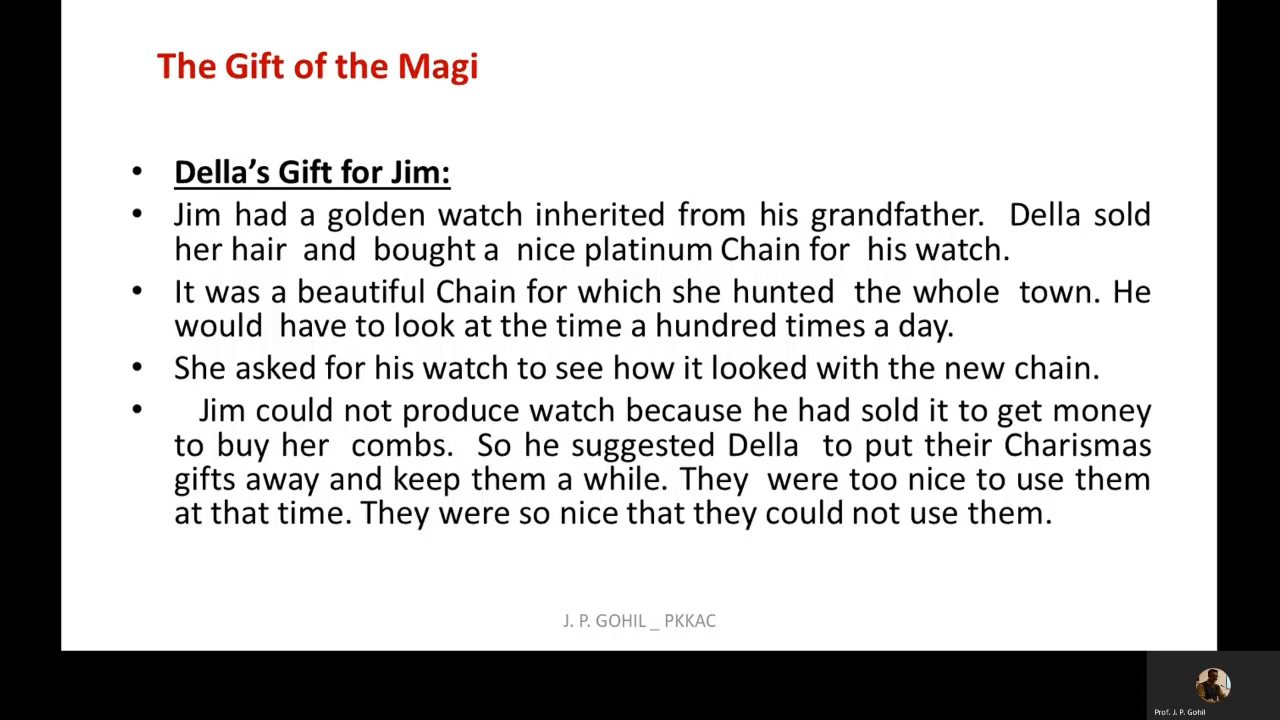 The Gift of the Magi
• Della’s Gift for Jim:
• Jim had a golden watch inherited from his grandfather. Della sold
her hair and bought a nice platinum Chain for his watch.
• It was a beautiful Chain for which she hunted the whole town. He
would have to look at the time a hundred times a day.
• She asked for his watch to see how it looked with the new chain.
• Jim could not produce watch because he had sold it to get money
to buy her combs. So he suggested Della to put their Charismas
gifts away and keep them a while. They were too nice to use them
at that time. They were so nice that they could not use them.
J. P. GOHIL _ PKKAC
Prof. J. P. Gohil